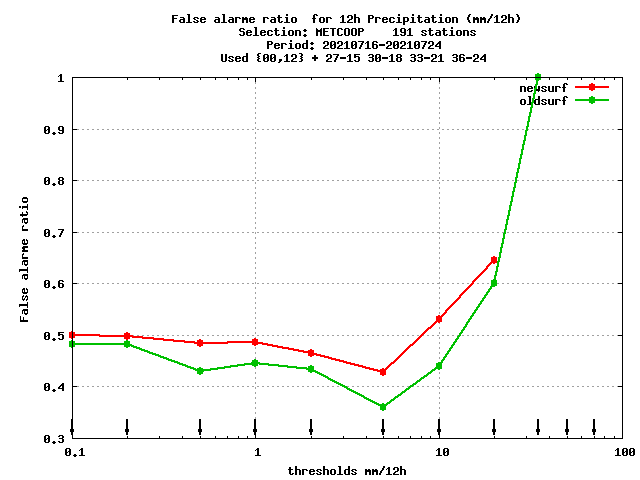 False alarme ratio  for 12h Precipitation (mm/12h)
Selection: METCOOP    191 stations
Period: 20210716-20210724
Used {00,12} + 27-15 30-18 33-21 36-24
newsurf
oldsurf
1
0.9
0.8
0.7
0.6
0.5
0.4
0.3
False alarme ratio
0.1
1
10
100
thresholds mm/12h